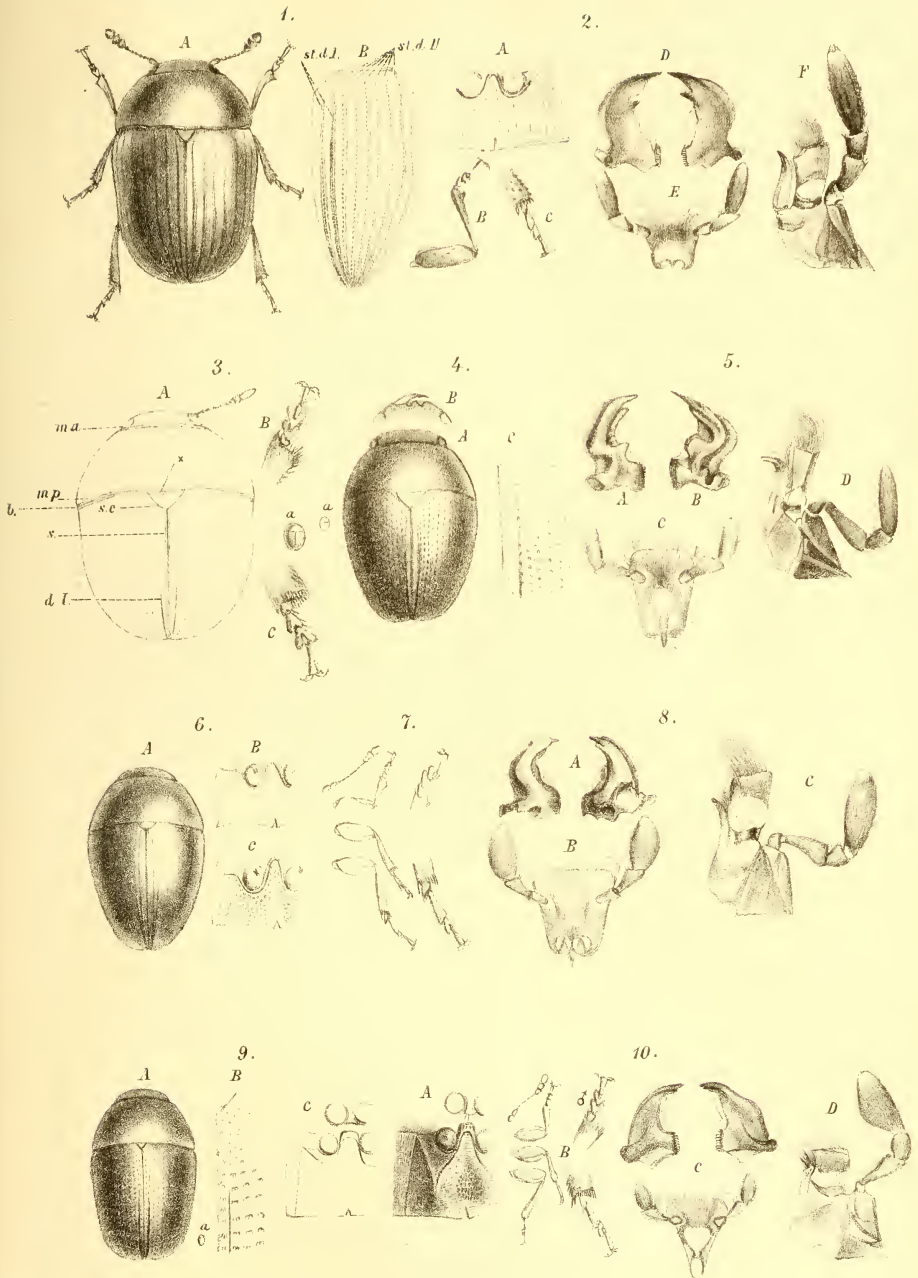 1.
A
st.d.I.
B
st.d.II
2.
A
B
C
D
E
F
3.
A
m a.
x
m p.
b.
s.c
s.
d I.
B
a
C
4.
B
A
a
C
5.
A
B
C
D
6.
A
B
C
x
7.
8.
A
B
C
9.
A
B
a
C
10.
A
B
♂
C
D